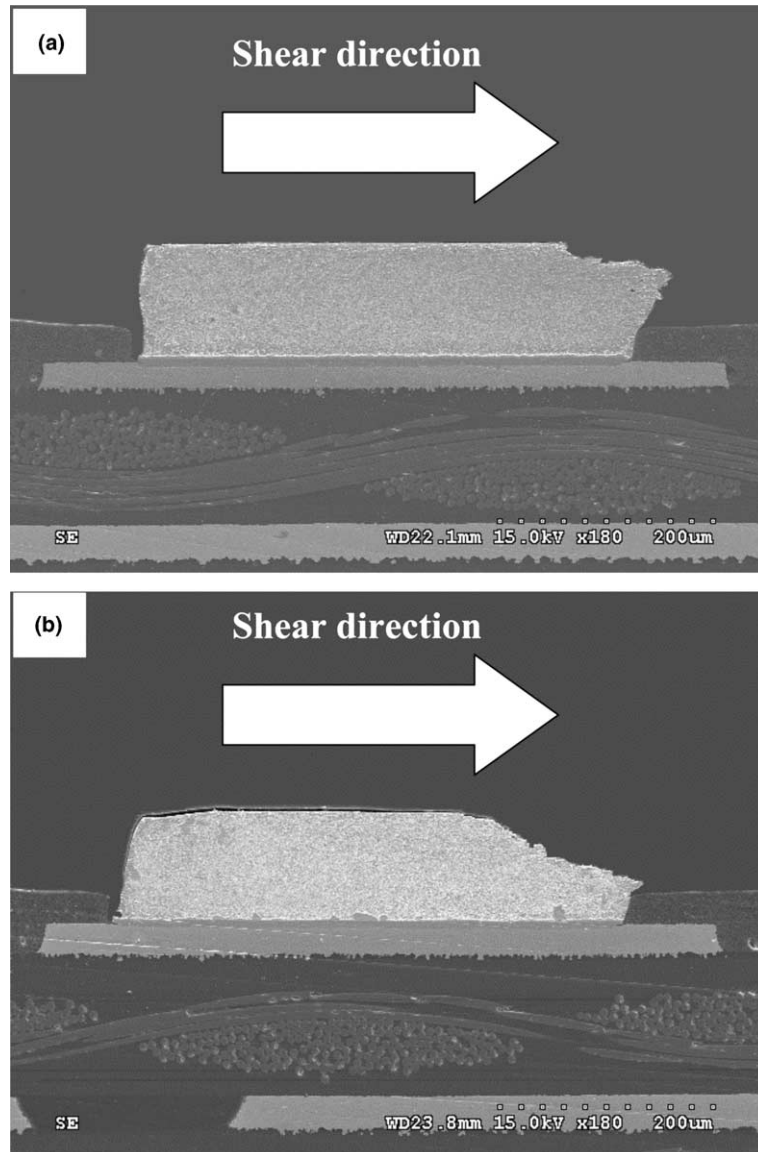 (a)
Shear direction
SE WD22.1mm 15.0kV x180 200um
(b)
Shear direction
SE WD23.8mm 15.0kV x180 200um